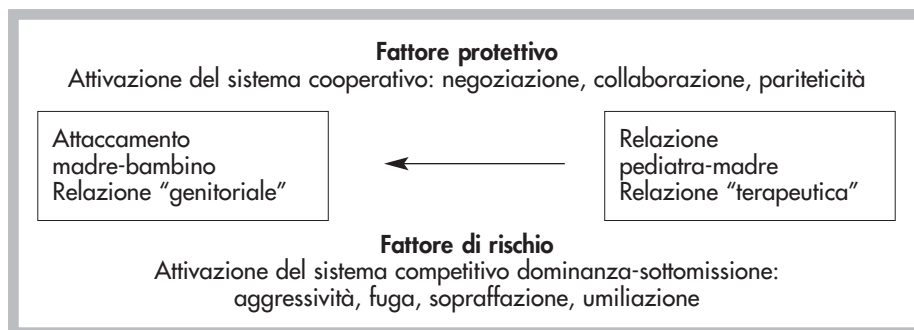 Fattore protettivo
Attivazione del sistema cooperativo: negoziazione, collaborazione, pariteticità
Attaccamento
madre-bambino
Relazione “genitoriale”
Relazione
pediatra-madre
Relazione “terapeutica”
Fattore di rischio
Attivazione del sistema competitivo dominanza-sottomissione:
aggressività, fuga, sopraffazione, umiliazione